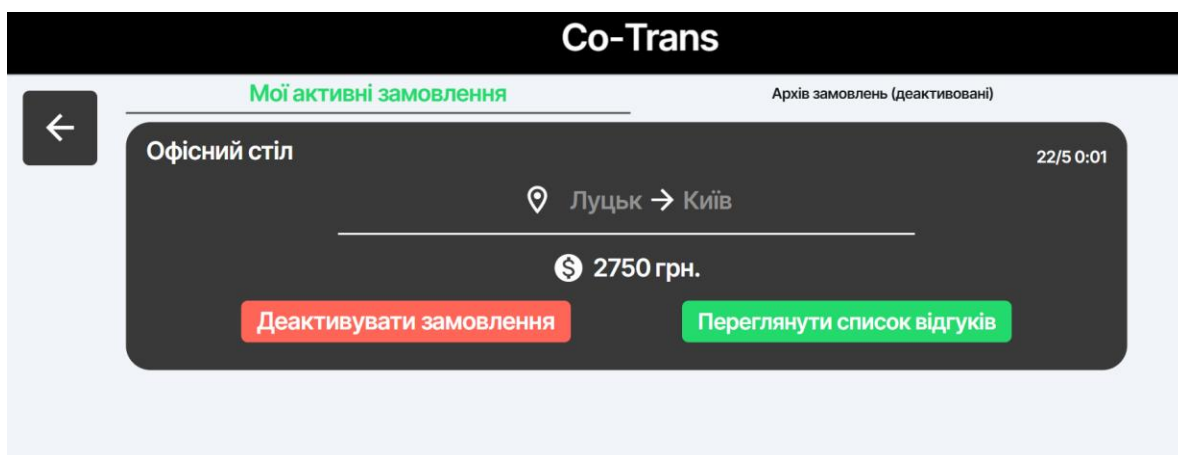 Co-Trans
Мої активні замовлення
Архів замовлень (деактивовані)
Офісний стіл
22/5 0:01
Луцьк → Київ
2750 грн.
Деактивувати замовлення
Переглянути список відгуків